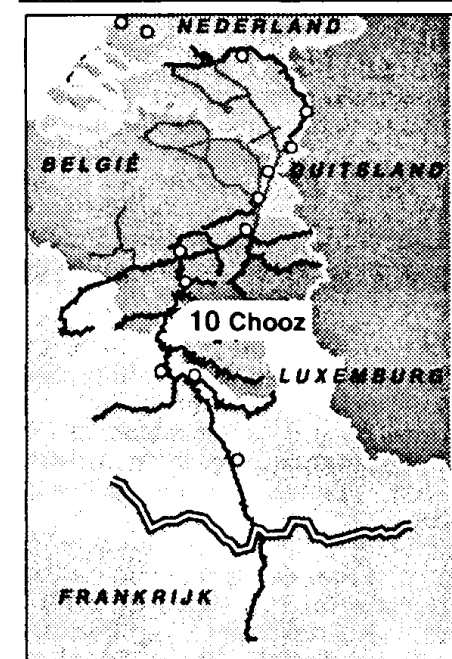 NEDERLAND
BELGIË
DUITSLAND
10 Chooz
LUXEMBURG
FRANKRIJK